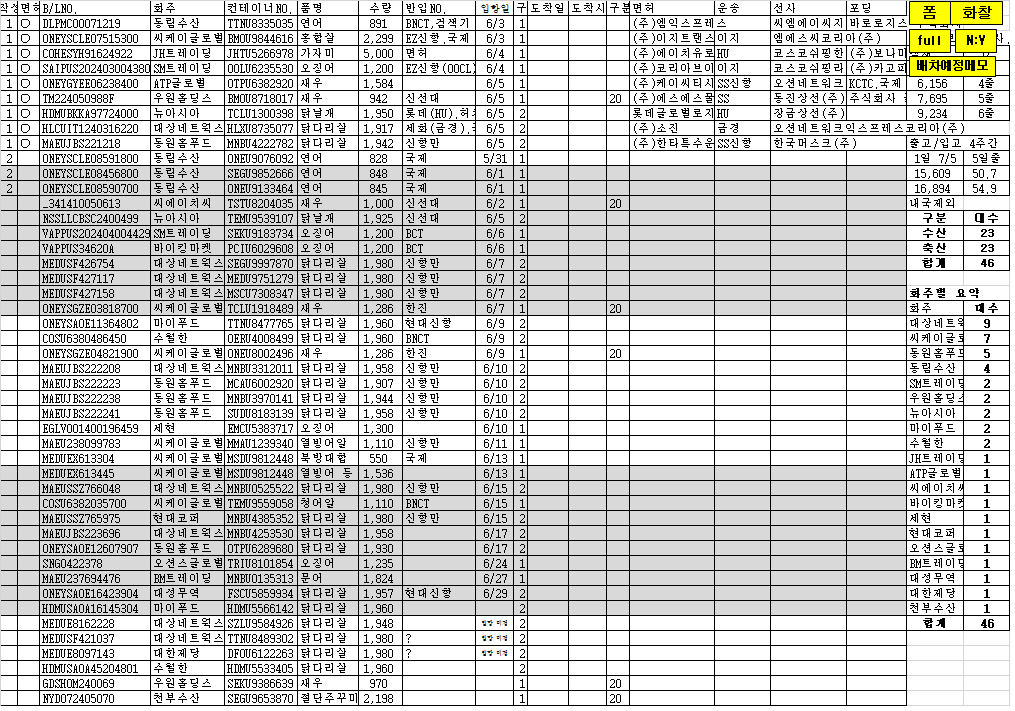 작성 면허 B/LNO. 화주 컨테이너NO. 품명 수량 반입NO. 입항일 구 도착일 도착시 구분 면허 운송 선사 포딩 폼 화찰
1 O DLPMC00071219 동림수산 TTNU8335035 연어 891 BNCT,검색기 6/3 1 (주)엠익스프레스 씨엠에이씨지 바로로지스
1 O ONEYSCLE07515300 씨케이글로벌 BMOU9844616 홍합살 2,299 EZ신항,국제 6/3 1 (주)이지트랜스 이지 에스씨코리아(주) full N:Y
1 O COHESYH91624922 JH트레이딩 JHTU5266978 가자미 5,000 면허 6/4 1 (주)에이치유로 HU 코스코쉬핑한 (주)보나미
1 O SAIPUS202403004380 SM트레이딩 OOLU6235530 오징어 1,200 EZ신항(OOCL) 6/4 1 (주)코리아브이 이지 코스코쉬핑라 (주)카고피 배차예정메모
1 O ONEYGYEE06238400 ATP글로벌 OTPU6362920 새우 1,584 6/5 1 (주)케이씨티 SS신항 오션네트워크 KCTC,국제 6,156 4출
1 O TM224050988F 우원홀딩스 BMOU8718017 새우 942 신선대 6/5 1 20 (주)에스에스물 SS 동진상선(주) 주식회사 7,695 5출
1 O HDMUBKKA97724000 뉴아시아 TCLU1300398 닭날개 1,950 롯데(HU),허치 6/5 1 롯데글로벌로지 HU 장금상선(주) 9,234 6출
1 O HLCUIT1240316220 대상네트웍스 HLXU8735077 닭다리살 1,917 제화(금경), 6/5 1 (주)소진 금경 오션네트워크익스프레스코리아(주)
1 O MAEUJBS221218 동원홈푸드 MNBU4222782 닭다리살 1,942 신항만 6/5 1 (주)한타특수운 SS신항 한국머스크(주) 출고/입고 4주간
2 ONEYSCLE08591800 동림수산 ONEU9076092 연어 828 국제 5/31 1 1일 7/5 5일출
2 ONEYSCLE08456800 동림수산 SEGU9852666 연어 848 국제 6/1 1 15,609 50.7
2 ONEYSCLE08590700 동림수산 ONEU9133464 연어 845 국제 6/1 1 16,894 54.9
_341410050613 씨에이치씨 TSTU8204035 새우 1,000 신선대 6/2 1 20 내국제외
NSSLLCBSC2400499 뉴아시아 TEMU9539107 닭날개 1,925 신선대 6/5 2 구분 대수
VAPPUS202404004429 SM트레이딩 SEKU9183734 오징어 1,200 BCT 6/6 1 수산 23
VAPPUS34620A 바이킹마켓 PCIU6029608 오징어 1,200 BCT 6/6 1 축산 23
MEDUSF426754 대상네트웍스 SEGU9997870 닭다리살 1,980 신항만 6/7 2 합계 46
MEDUSF427117 대상네트웍스 MEDU9751279 닭다리살 1,980 신항만 6/7 2
MEDUSF427158 대상네트웍스 MSCU7308347 닭다리살 1,980 신항만 6/7 2 화주별 요약
ONEYSGZE03818700 씨케이글로벌 TCLU1918489 새우 1,286 한진 6/7 1 20 화주 대수
ONEYSAOE11364802 마이푸드 TTNU8477765 닭다리살 1,960 현대신항 6/9 2 대상네트웍 9
COSU6380486450 수월한 OERU4008499 닭다리살 1,960 BNCT 6/9 2 씨케이글로 7
ONEYSGZE04821900 씨케이글로벌 ONEU8002496 새우 1,286 한진 6/9 1 20 동원홈푸드 5
MAEUJBS222208 대상네트웍스 MNBU3312011 닭다리살 1,958 신항만 6/10 2 동림수산 4
MAEUJBS222223 동원홈푸드 MCAU6002920 닭다리살 1,907 신항만 6/10 2 SM트레이딩 2
MAEUJBS222238 동원홈푸드 MNBU3970141 닭다리살 1,944 신항만 6/10 2 우원홀딩스 2
MAEUJBS222241 동원홈푸드 SUDU8183139 닭다리살 1,958 신항만 6/10 2 뉴아시아 2
EGLV001400196459 제현 EMCU5383717 오징어 1,300 6/10 1 마이푸드 2
MAEU238099783 씨케이글로벌 MMAU1239340 열빙어알 1,110 신항만 6/11 1 수월한 2
MEDUEX613304 씨케이글로벌 MSDU9812448 북방대합 550 국제 6/13 1 JH트레이딩 1
MEDUEX613445 씨케이글로벌 MSDU9812448 열빙어 등 1,536 6/13 1 ATP글로벌 1
MAEUSSZ766048 대상네트웍스 MNBU0525522 닭다리살 1,980 신항만 6/15 2 씨에이치씨 1
COSU6382035700 씨케이글로벌 TEMU9559058 청어알 1,110 BNCT 6/15 1 바이킹마켓 1
MAEUSSZ765975 현대코퍼 MNBU4385352 닭다리살 1,980 신항만 6/15 2 제현 1
MAEUJBS223696 대상네트웍스 MNBU4253530 닭다리살 1,958 6/17 2 현대코퍼 1
ONEYSAOE12607907 동원홈푸드 OTPU6289680 닭다리살 1,930 6/17 2 오션스글로 1
SNGO422378 오션스글로벌 TRIU8101854 오징어 1,235 6/24 1 BM트레이딩 1
MAEU237694476 BM트레이딩 MNBU0135313 문어 1,824 6/27 1 대성무역 1
ONEYSAOE16423904 대성무역 FSCU5859934 닭다리살 1,957 현대신항 6/29 2 대한제당 1
HDMUSAOA16145304 마이푸드 HDMU5566142 닭다리살 1,960 2 천부수산 1
MEDUE8162228 대상네트웍스 SZLU9584926 닭다리살 1,948 입항 미정 2 합계 46
MEDUSF421037 대상네트웍스 TTNU8489302 닭다리살 1,980 ? 입항 미정 2
MEDUE8097143 대한제당 DFOU6122263 닭다리살 1,980 ? 입항 미정 2
HDMUSAOA45204801 수월한 HDMU5533405 닭다리살 1,960 2
GDSHOM240069 우원홀딩스 SEKU9386639 새우 970 1 20
NYDO72405070 천부수산 SEGU9653870 절단주꾸미 2,198 1 20